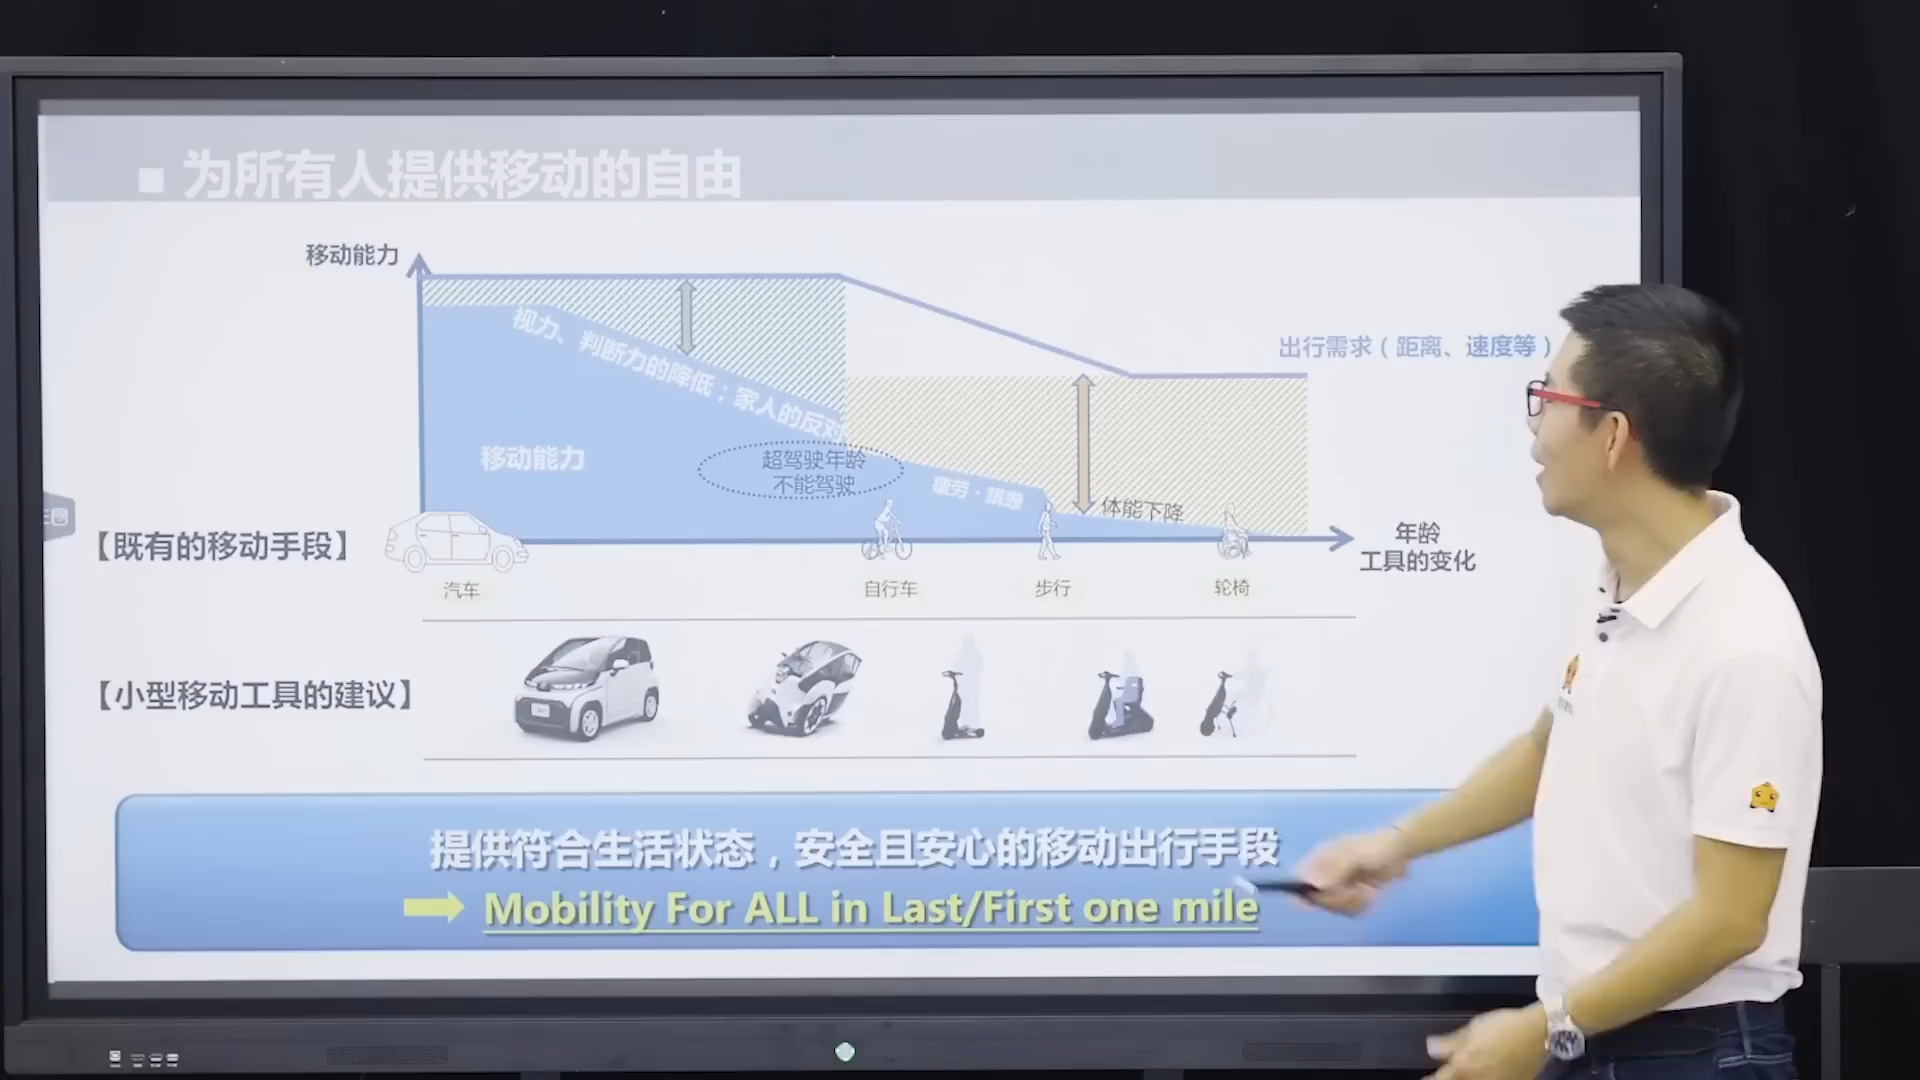 为所有人提供移动的自由
移动能力
视力、判断力的降低；家人的反对
出行需求（距离、速度等）
移动能力
超驾驶年龄
不能驾驶
体能下降
年龄
工具的变化
【既有的移动手段】
汽车
自行车
步行
轮椅
【小型移动工具的建议】
提供符合生活状态，安全且安心的移动出行手段
Mobility For ALL in Last/First one mile